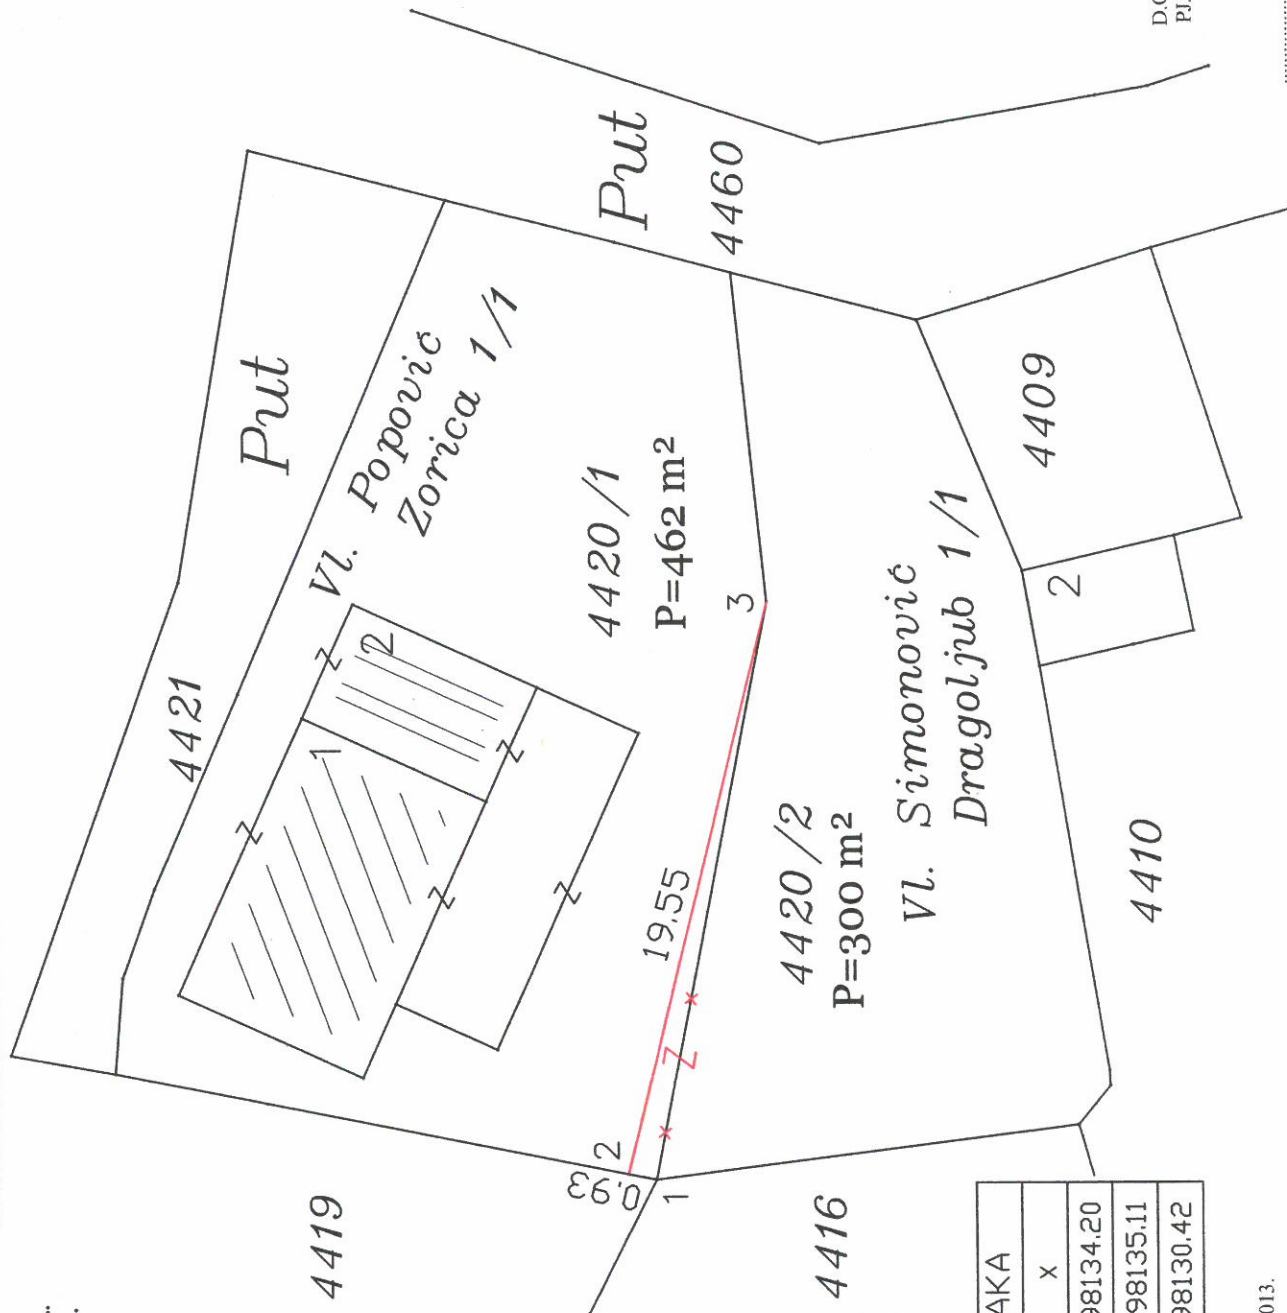 Put
4460
Put
4421
Vl. Popović
Zorica 1/1
4420/1
P=462 m²
1
2
3
19.55
Z
Z
Z
Z
Z
Z
4420/2
P=300 m²
Vl. Simonović
Dragoljub 1/1
4409
2
4410
4419
2
0.93
1
4416
AKA
X
98134.20
98135.11
98130.42
013.